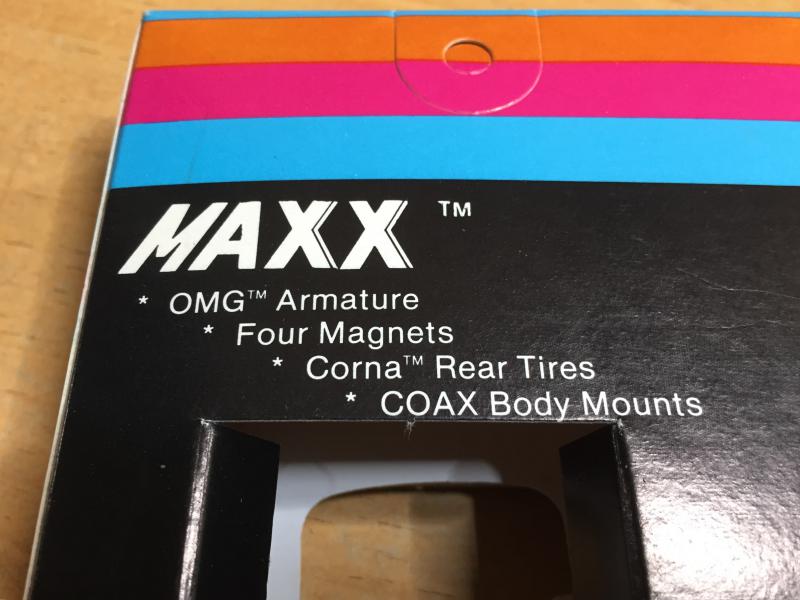 MAXX ™
* OMG™ Armature
* Four Magnets
* Corna™ Rear Tires
* COAX Body Mounts